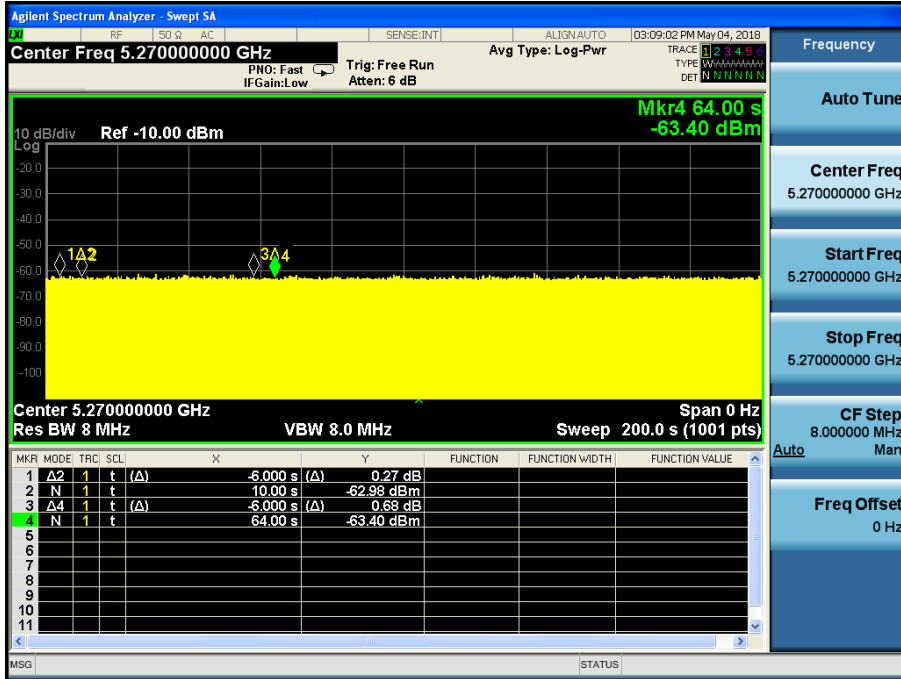 Agilent Spectrum Analyzer - Swept SA
LXI RF 50 Ω AC SENSE:INT ALIGN AUTO 03:09:02 PM May 04, 2018
Center Freq 5.270000000 GHz
PNO: Fast
IFGain:Low
Trig: Free Run
Atten: 6 dB
Avg Type: Log-Pwr
TRACE 1 2 3 4 5 6
TYPE WWWWWW
DET N N N N N N
Mkr4 64.00 s
-63.40 dBm
10 dB/div Ref -10.00 dBm
Log
-20.0
-30.0
-40.0
-50.0
1Δ2 3Δ4
-60.0
-70.0
-80.0
-90.0
-100
Center 5.270000000 GHz Span 0 Hz
Res BW 8 MHz VBW 8.0 MHz Sweep 200.0 s (1001 pts)
MKR MODE TRC SCL X Y FUNCTION FUNCTION WIDTH FUNCTION VALUE
1 Δ2 1 t (Δ) -6.000 s (Δ) 0.27 dB
2 N 1 t 10.00 s -62.98 dBm
3 Δ4 1 t (Δ) -6.000 s (Δ) 0.68 dB
4 N 1 t 64.00 s -63.40 dBm
5
6
7
8
9
10
11
MSG STATUS
Frequency
Auto Tune
Center Freq
5.270000000 GHz
Start Freq
5.270000000 GHz
Stop Freq
5.270000000 GHz
CF Step
8.000000 MHz
Auto Man
Freq Offset
0 Hz